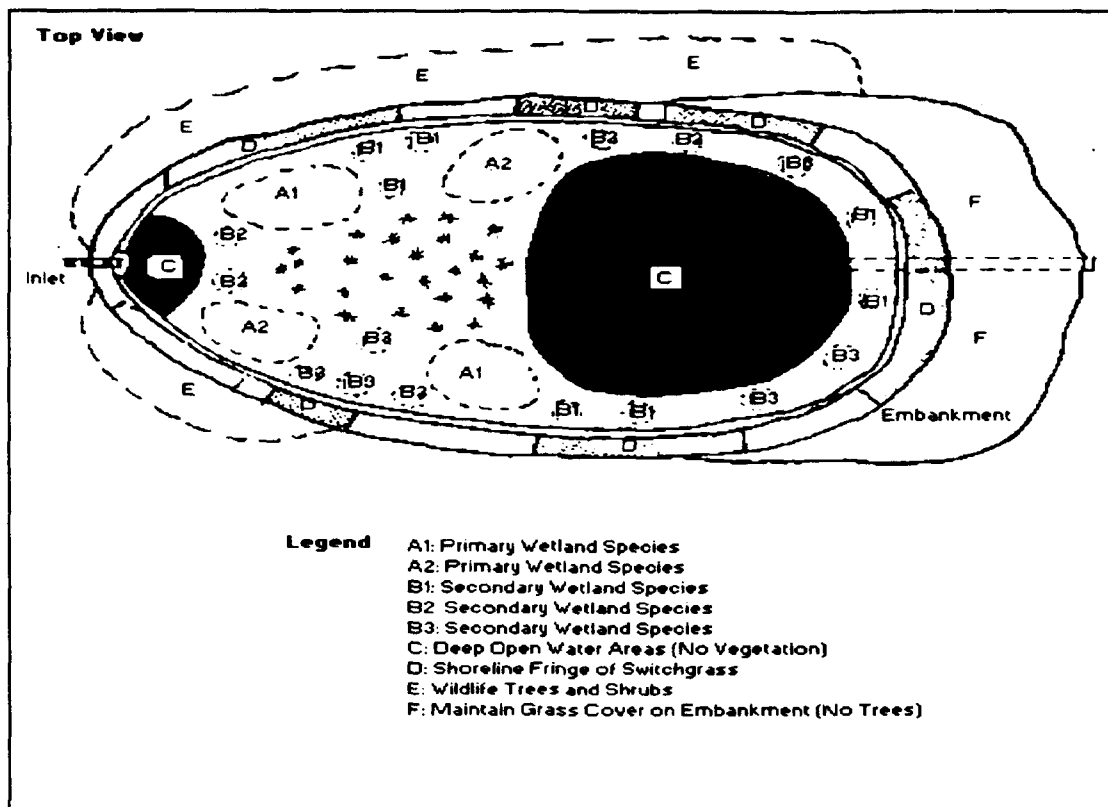 Top View
E
E
E
D
D
D
B1
B1
B3
B2
A2
B3
A1
B1
F
B2
B1
C
C
Inlet
B2
B1
D
A2
B3
F
B3
A1
B3
B3
B2
E
B1
B1
B3
D
Embankment
D
Legend
A1: Primary Wetland Species
A2: Primary Wetland Species
B1: Secondary Wetland Species
B2 Secondary Wetland Species
B3: Secondary Wetland Species
C: Deep Open Water Areas (No Vegetation)
D: Shoreline Fringe of Switchgrass
E: Wildlife Trees and Shrubs
F: Maintain Grass Cover on Embankment (No Trees)